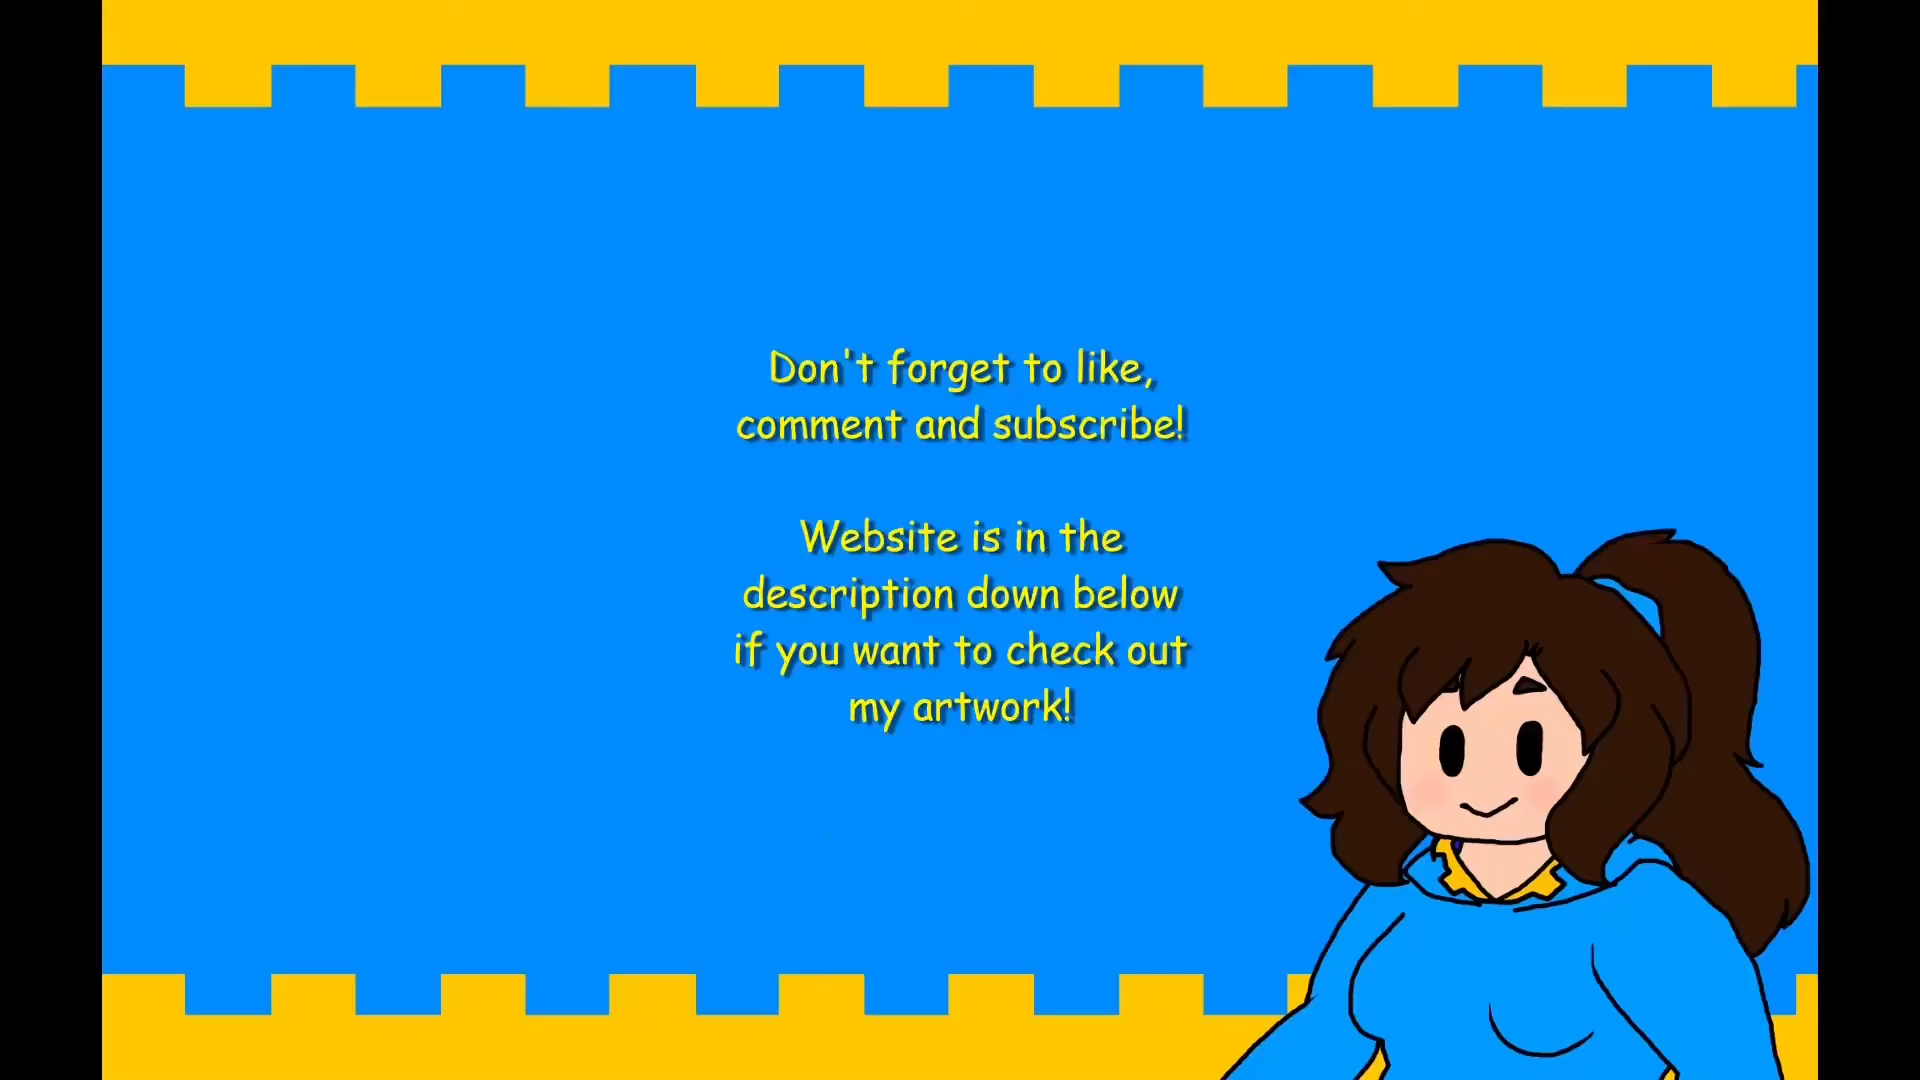 Don't forget to like,
comment and subscribe!
Website is in the
description down below
if you want to check out
my artwork!